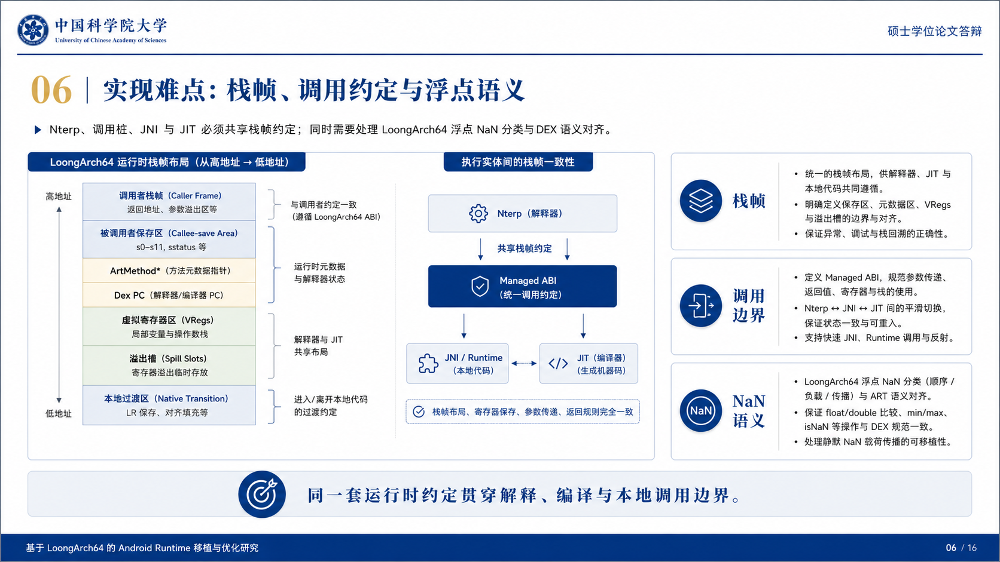 中国科学院大学
University of Chinese Academy of Sciences
硕士学位论文答辩
06
实现难点：栈帧、调用约定与浮点语义
Nterp、调用桩、JNI 与 JIT 必须共享栈帧约定；同时需要处理 LoongArch64 浮点 NaN 分类与 DEX 语义对齐。
LoongArch64 运行时栈帧布局（从高地址 → 低地址）
高地址
低地址
调用者栈帧（Caller Frame）
返回地址、参数溢出区等
被调用者保存区（Callee-save Area）
s0–s11, sstatus 等
ArtMethod*（方法元数据指针）
Dex PC（解释器/编译器 PC）
虚拟寄存器区（VRegs）
局部变量与操作数栈
溢出槽（Spill Slots）
寄存器溢出临时存放
本地过渡区（Native Transition）
LR 保存、对齐填充等
与调用者约定一致
（遵循 LoongArch64 ABI）
运行时元数据
与解释器状态
解释器与 JIT
共享布局
进入/离开本地代码
的过渡约定
执行实体间的栈帧一致性
Nterp（解释器）
共享栈帧约定
Managed ABI
（统一调用约定）
JNI / Runtime
（本地代码）
JIT（编译器）
（生成机器码）
栈帧布局、寄存器保存、参数传递、返回规则完全一致
栈帧
• 统一的栈帧布局，供解释器、JIT 与
本地代码共同遵循。
• 明确定义保存区、元数据区、VRegs
与溢出槽的边界与对齐。
• 保证异常、调试与栈回溯的正确性。
调用
边界
• 定义 Managed ABI，规范参数传递、
返回值、寄存器与栈的使用。
• Nterp ↔ JNI ↔ JIT 间的平滑切换，
保证状态一致与可重入。
• 支持快速 JNI、Runtime 调用与反射。
NaN
NaN
语义
• LoongArch64 浮点 NaN 分类（顺序 /
负载 / 传播）与 ART 语义对齐。
• 保证 float/double 比较、min/max、
isNaN 等操作与 DEX 规范一致。
• 处理静默 NaN 载荷传播的可移植性。
同一套运行时约定贯穿解释、编译与本地调用边界。
基于 LoongArch64 的 Android Runtime 移植与优化研究
06 / 16